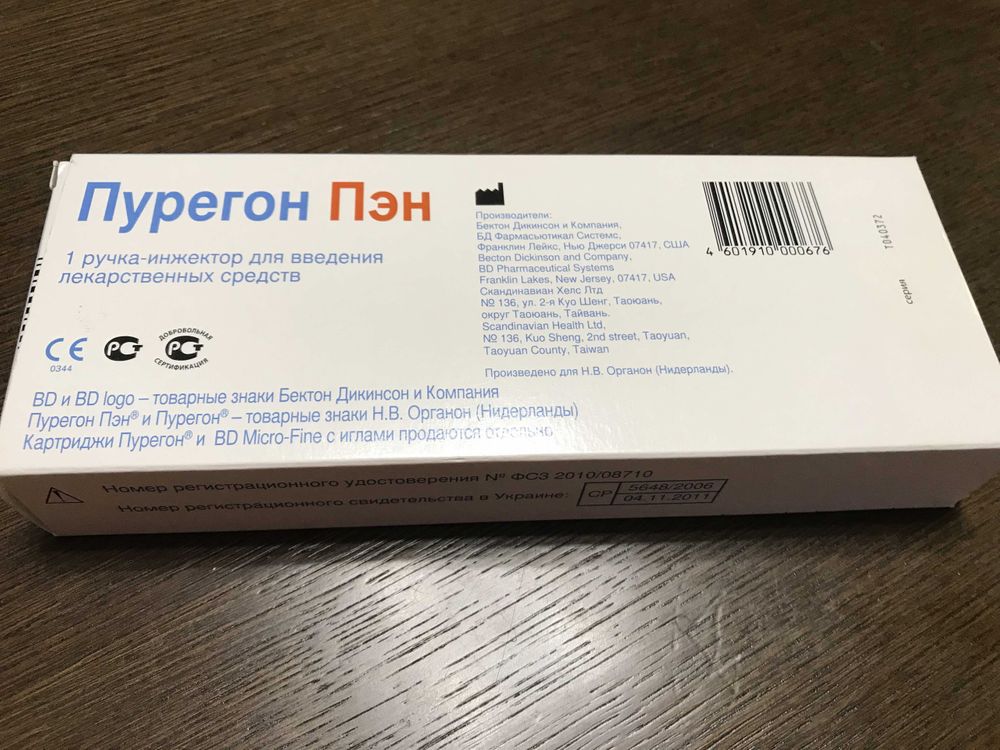 Пурегон Пэн
1 ручка-инжектор для введения
лекарственных средств
CE
0344
РСТ
ДОБРОВОЛЬНАЯ
РСТ
СЕРТИФИКАЦИЯ
BD и BD logo – товарные знаки Бектон Дикинсон и Компания
Пурегон Пэн® и Пурегон® – товарные знаки Н.В. Органон (Нидерланды)
Картриджи Пурегон® и BD Micro-Fine с иглами продаются отдельно
Производители:
Бектон Дикинсон и Компания,
БД Фармасьютикал Системс,
Франклин Лейкс, Нью Джерси 07417, США
Becton Dickinson and Company,
BD Pharmaceutical Systems
Franklin Lakes, New Jersey, 07417, USA
Скандинавиан Хелс Лтд
№ 136, ул. 2-я Куо Шенг, Таоюань,
округ Таоюань, Тайвань.
Scandinavian Health Ltd,
№ 136, Kuo Sheng, 2nd street, Taoyuan,
Taoyuan County, Taiwan
Произведено для Н.В. Органон (Нидерланды).
4 601910 000676
T040372
серия
Номер регистрационного удостоверения № ФСЗ 2010/08710
Номер регистрационного свидетельства в Украине: СР 5648/2006
04.11.2011